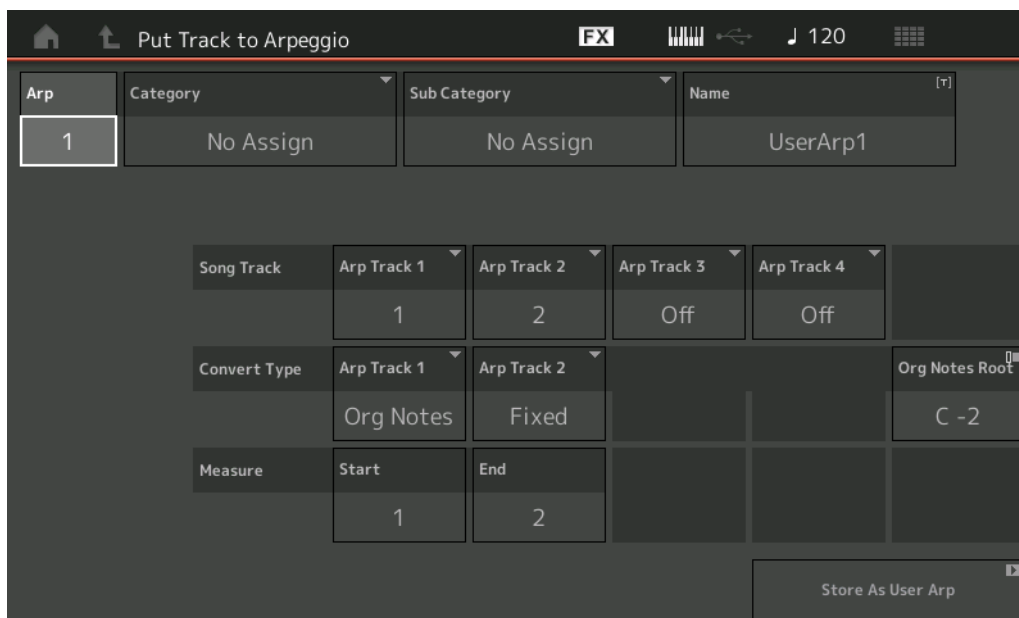 Put Track to Arpeggio FX ♩ 120
Arp Category Sub Category Name [T]
1 No Assign No Assign UserArp1
Song Track Arp Track 1 Arp Track 2 Arp Track 3 Arp Track 4
1 2 Off Off
Convert Type Arp Track 1 Arp Track 2 Org Notes Root
Org Notes Fixed C -2
Measure Start End
1 2
Store As User Arp